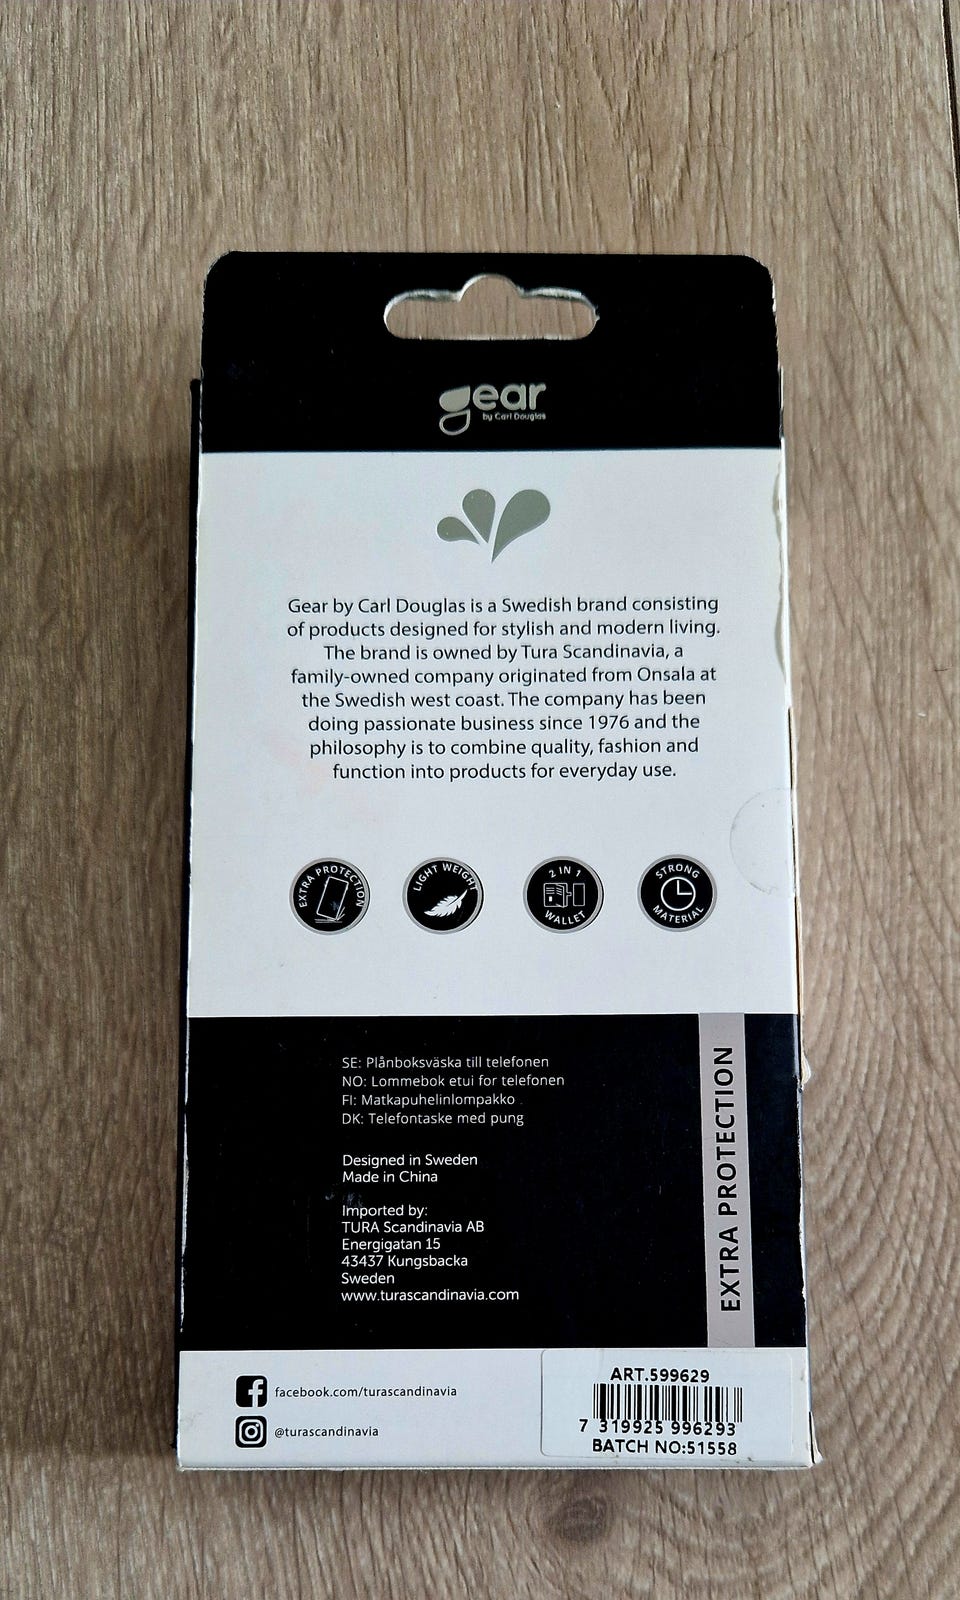 gear
by Carl Douglas
Gear by Carl Douglas is a Swedish brand consisting
of products designed for stylish and modern living.
The brand is owned by Tura Scandinavia, a
family-owned company originated from Onsala at
the Swedish west coast. The company has been
doing passionate business since 1976 and the
philosophy is to combine quality, fashion and
function into products for everyday use.
EXTRA PROTECTION
LIGHT WEIGHT
2 IN 1
WALLET
STRONG
MATERIAL
SE: Plånboksväska till telefonen
NO: Lommebok etui for telefonen
FI: Matkapuhelinlompakko
DK: Telefontaske med pung
Designed in Sweden
Made in China
Imported by:
TURA Scandinavia AB
Energigatan 15
43437 Kungsbacka
Sweden
www.turascandinavia.com
EXTRA PROTECTION
facebook.com/turascandinavia
@turascandinavia
ART.599629
7 319925 996293
BATCH NO:51558